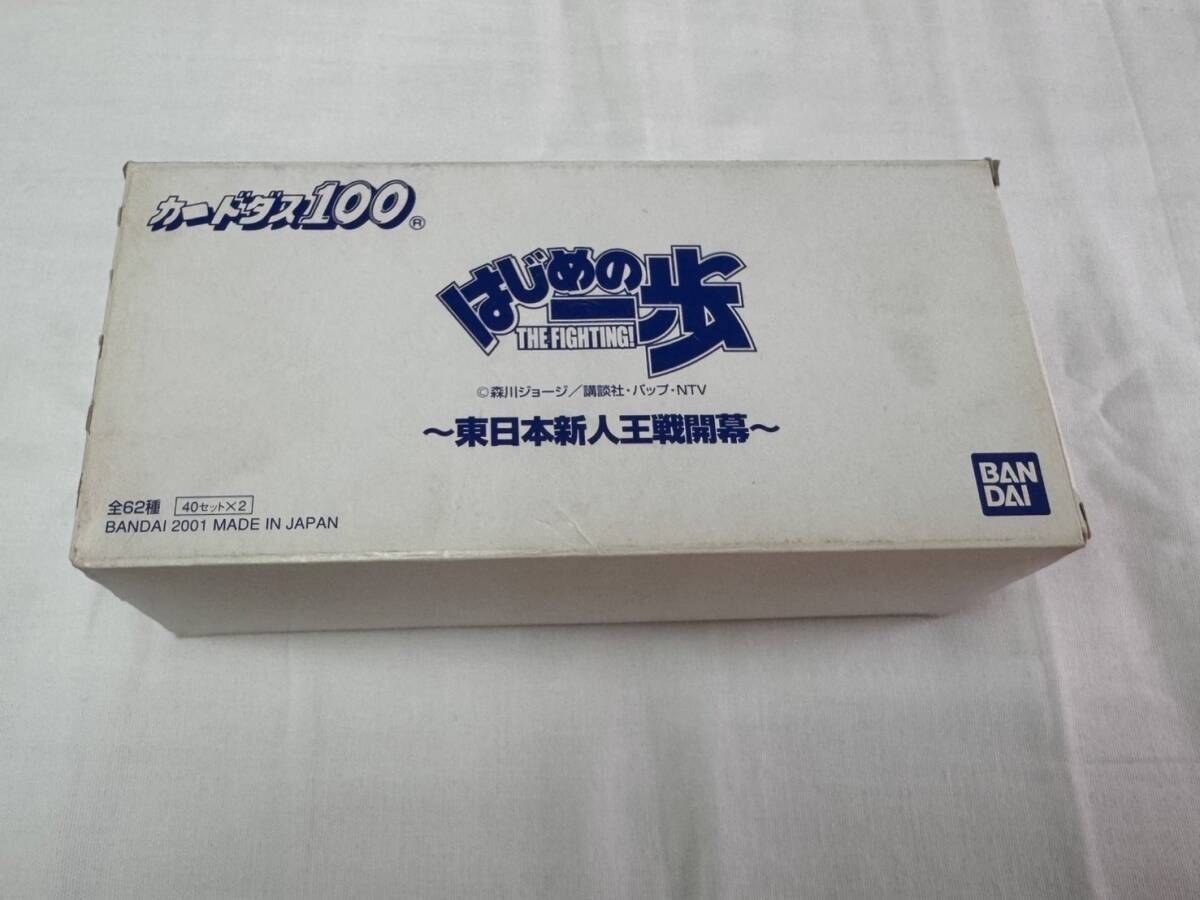 カードダス100®
はじめの一歩
THE FIGHTING!
©森川ジョージ/講談社・バップ・NTV
～東日本新人王戦開幕～
全62種 40セット×2
BANDAI 2001 MADE IN JAPAN
BAN
DAI